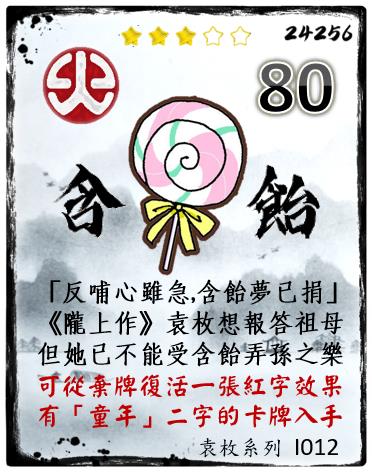 24256
火
80
含飴
「反哺心雖急,含飴夢已捐」
《隴上作》袁枚想報答祖母
但她已不能受含飴弄孫之樂
可從棄牌復活一張紅字效果
有「童年」二字的卡牌入手
袁枚系列 I012